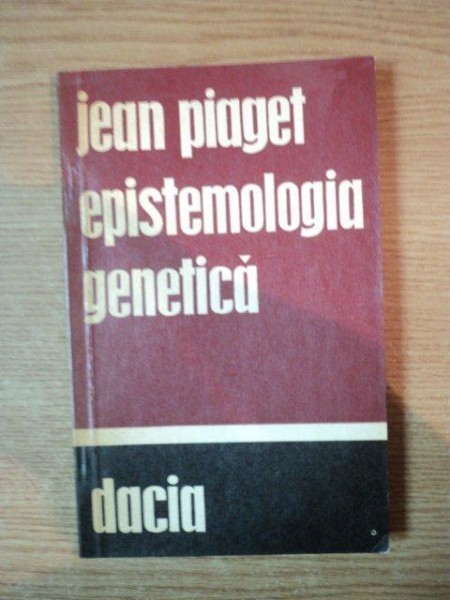 jean piaget
epistemologia
genetică
dacia